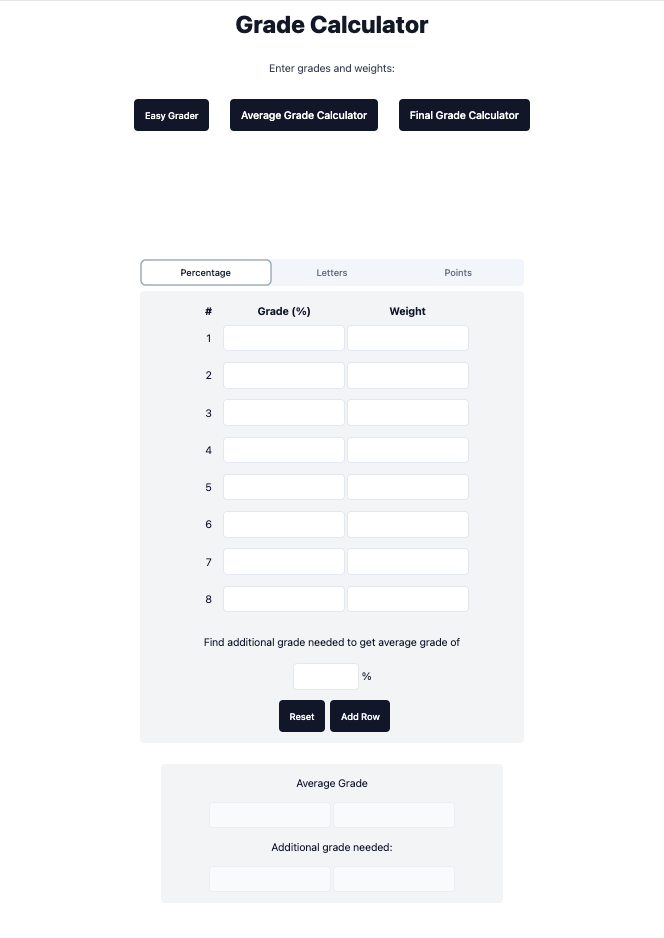 Grade Calculator
Enter grades and weights:
Easy Grader Average Grade Calculator Final Grade Calculator
Percentage Letters Points
# Grade (%) Weight
1
2
3
4
5
6
7
8
Find additional grade needed to get average grade of
%
Reset Add Row
Average Grade
Additional grade needed: